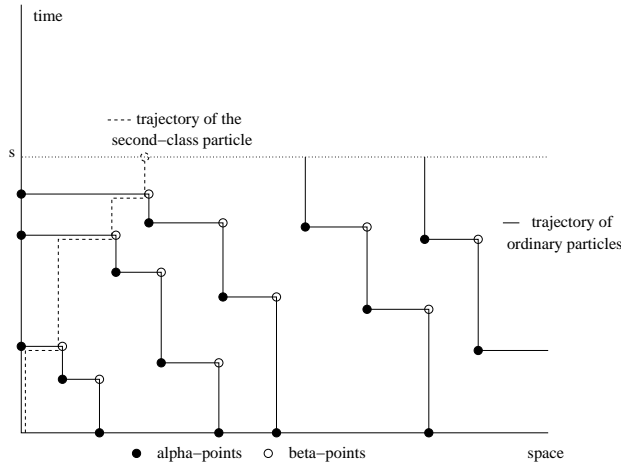 time
---- trajectory of the
second−class particle
s
— trajectory of
ordinary particles
alpha−points
beta−points
space